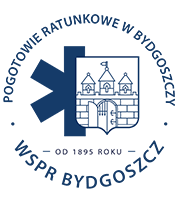 POGOTOWIE RATUNKOWE W BYDGOSZCZY
— OD 1895 ROKU —
• WSPR BYDGOSZCZ •